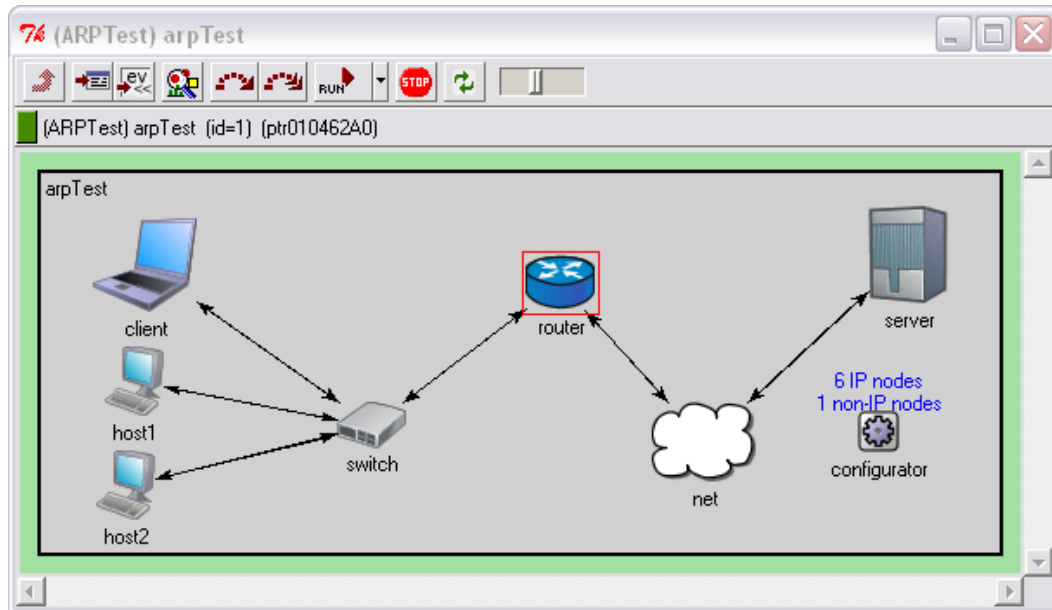 (ARPTest) arpTest
ev
<<
RUN
STOP
(ARPTest) arpTest (id=1) (ptr010462A0)
arpTest
client
router
server
6 IP nodes
1 non-IP nodes
host1
switch
configurator
net
host2